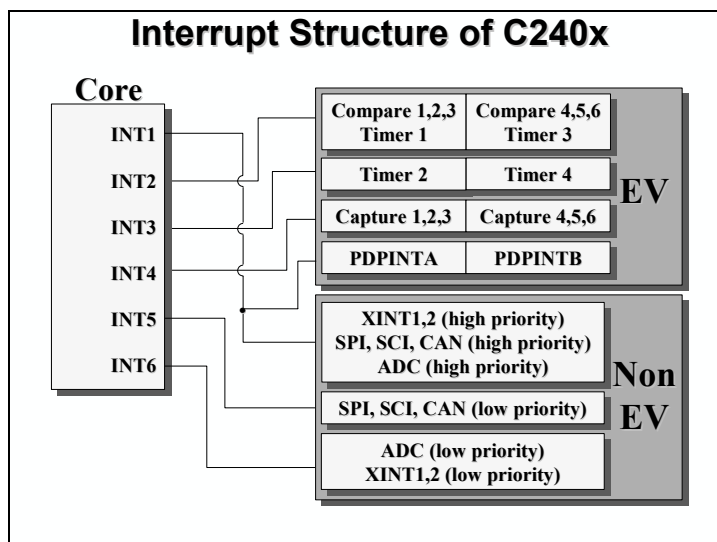 Interrupt Structure of C240x
Core
INT1
INT2
INT3
INT4
INT5
INT6
Compare 1,2,3
Timer 1
Compare 4,5,6
Timer 3
Timer 2
Timer 4
Capture 1,2,3
Capture 4,5,6
PDPINTA
PDPINTB
EV
XINT1,2 (high priority)
SPI, SCI, CAN (high priority)
ADC (high priority)
SPI, SCI, CAN (low priority)
ADC (low priority)
XINT1,2 (low priority)
Non
EV